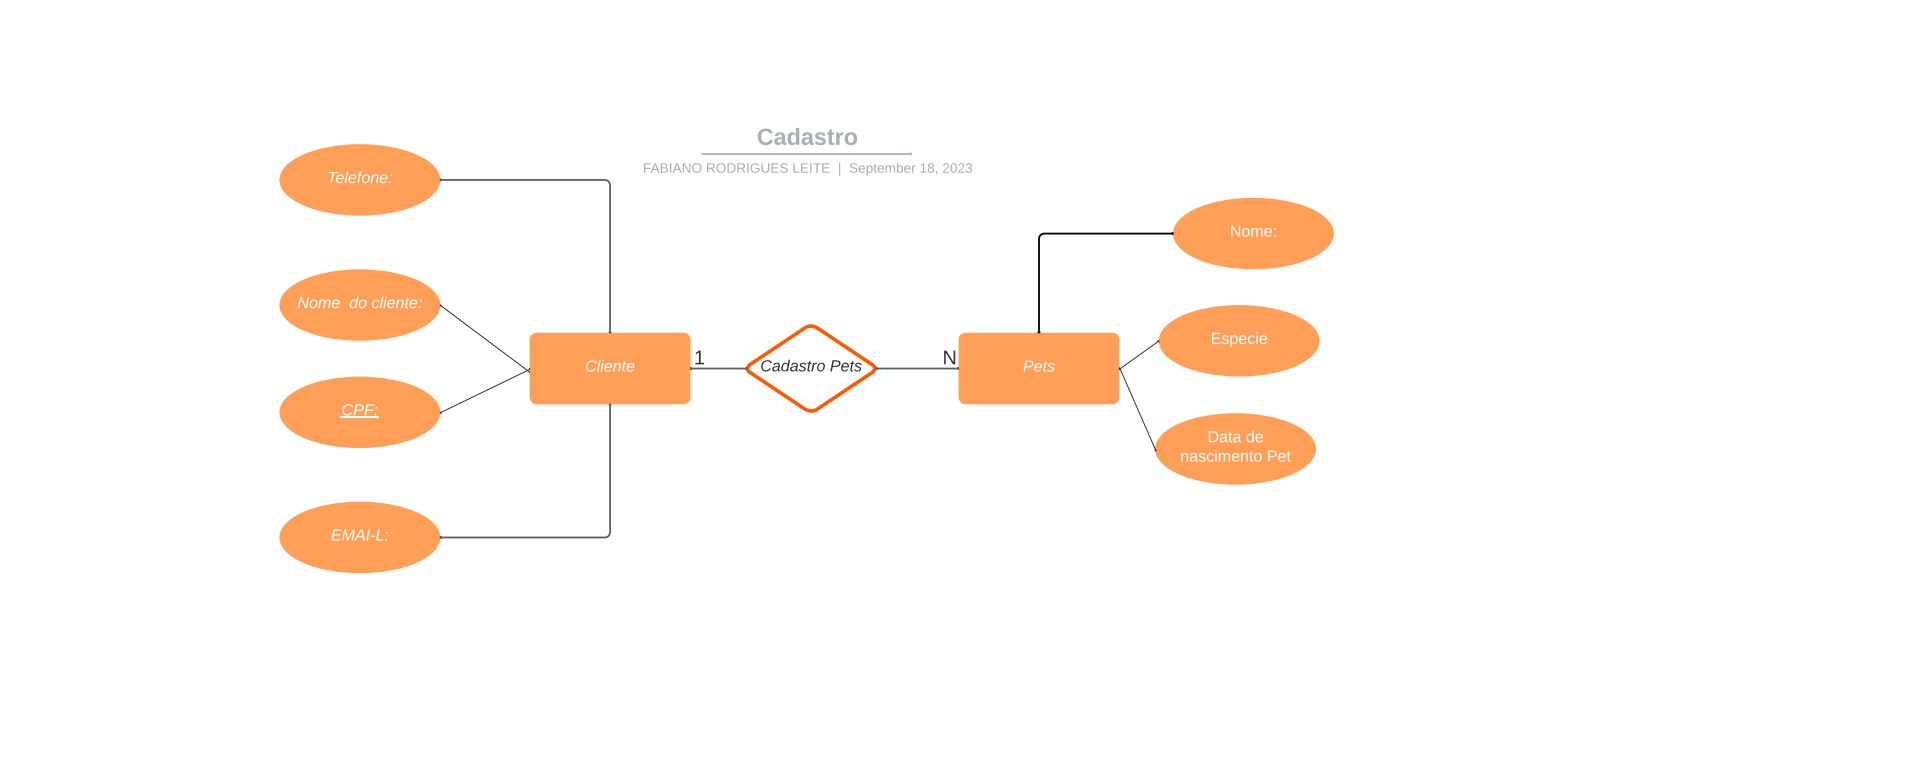 Cadastro
FABIANO RODRIGUES LEITE | September 18, 2023
Telefone:
Nome do cliente:
CPF:
EMAI-L:
Cliente
1
Cadastro Pets
N
Pets
Nome:
Especie
Data de
nascimento Pet